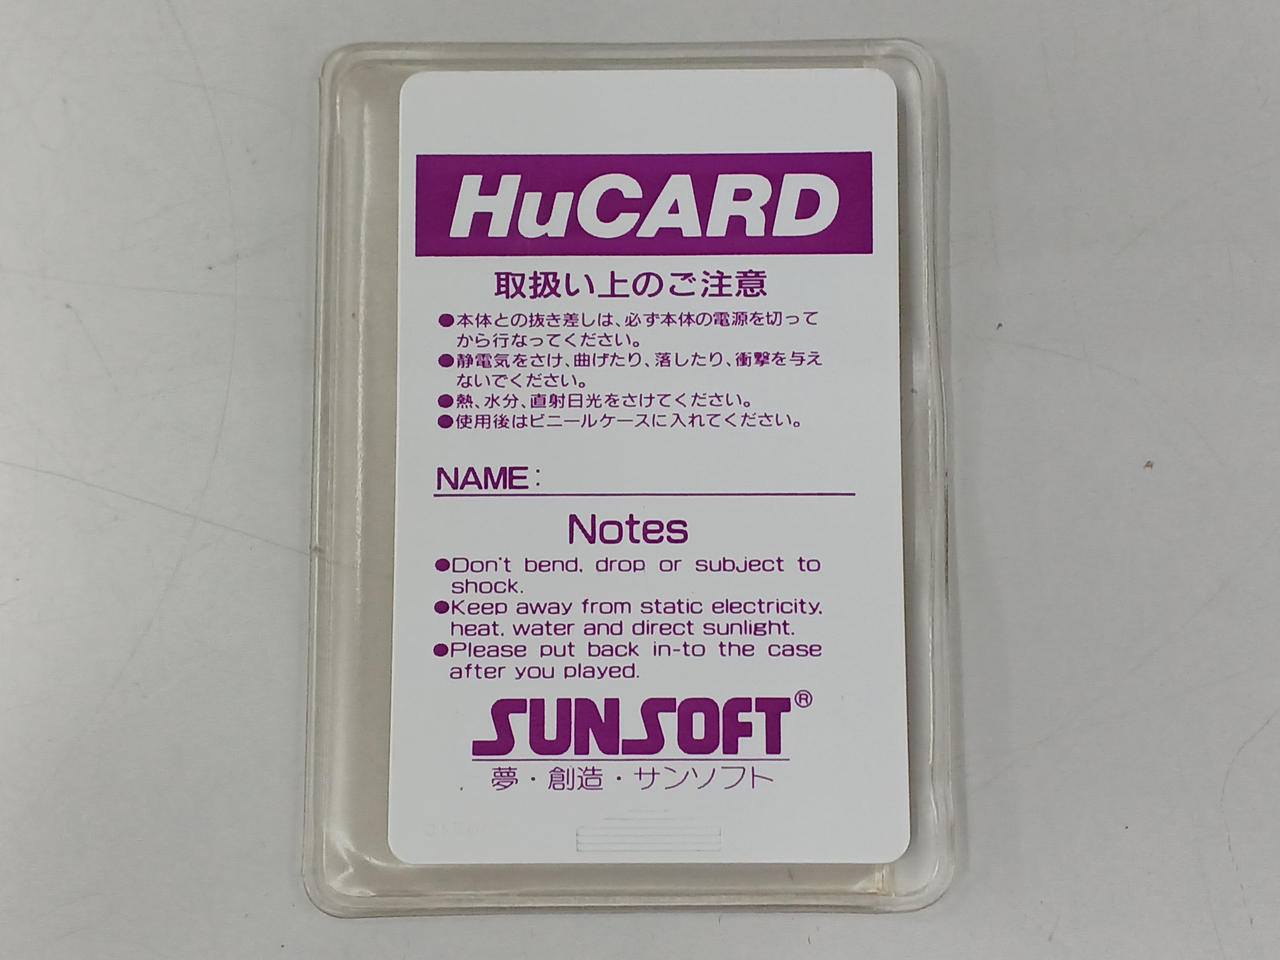 HuCARD
取扱い上のご注意
●本体との抜き差しは、必ず本体の電源を切って
から行なってください。
●静電気をさけ、曲げたり、落したり、衝撃を与え
ないでください。
●熱、水分、直射日光をさけてください。
●使用後はビニールケースに入れてください。
NAME:
Notes
●Don't bend, drop or subject to
shock.
●Keep away from static electricity,
heat, water and direct sunlight.
●Please put back in-to the case
after you played.
SUNSOFT®
夢・創造・サンソフト